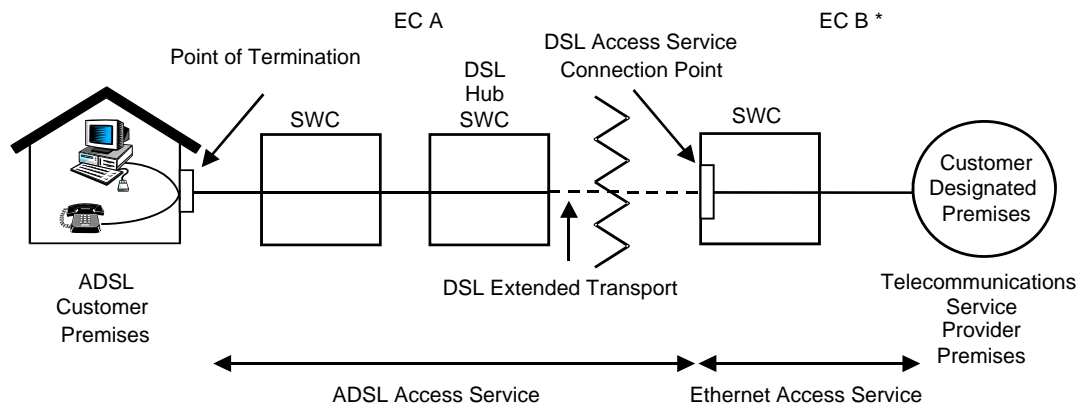 EC A
EC B *
Point of Termination
DSL Access Service
Connection Point
DSL
Hub
SWC
SWC
SWC
Customer
Designated
Premises
ADSL
Customer
Premises
DSL Extended Transport
Telecommunications
Service
Provider
Premises
ADSL Access Service
Ethernet Access Service